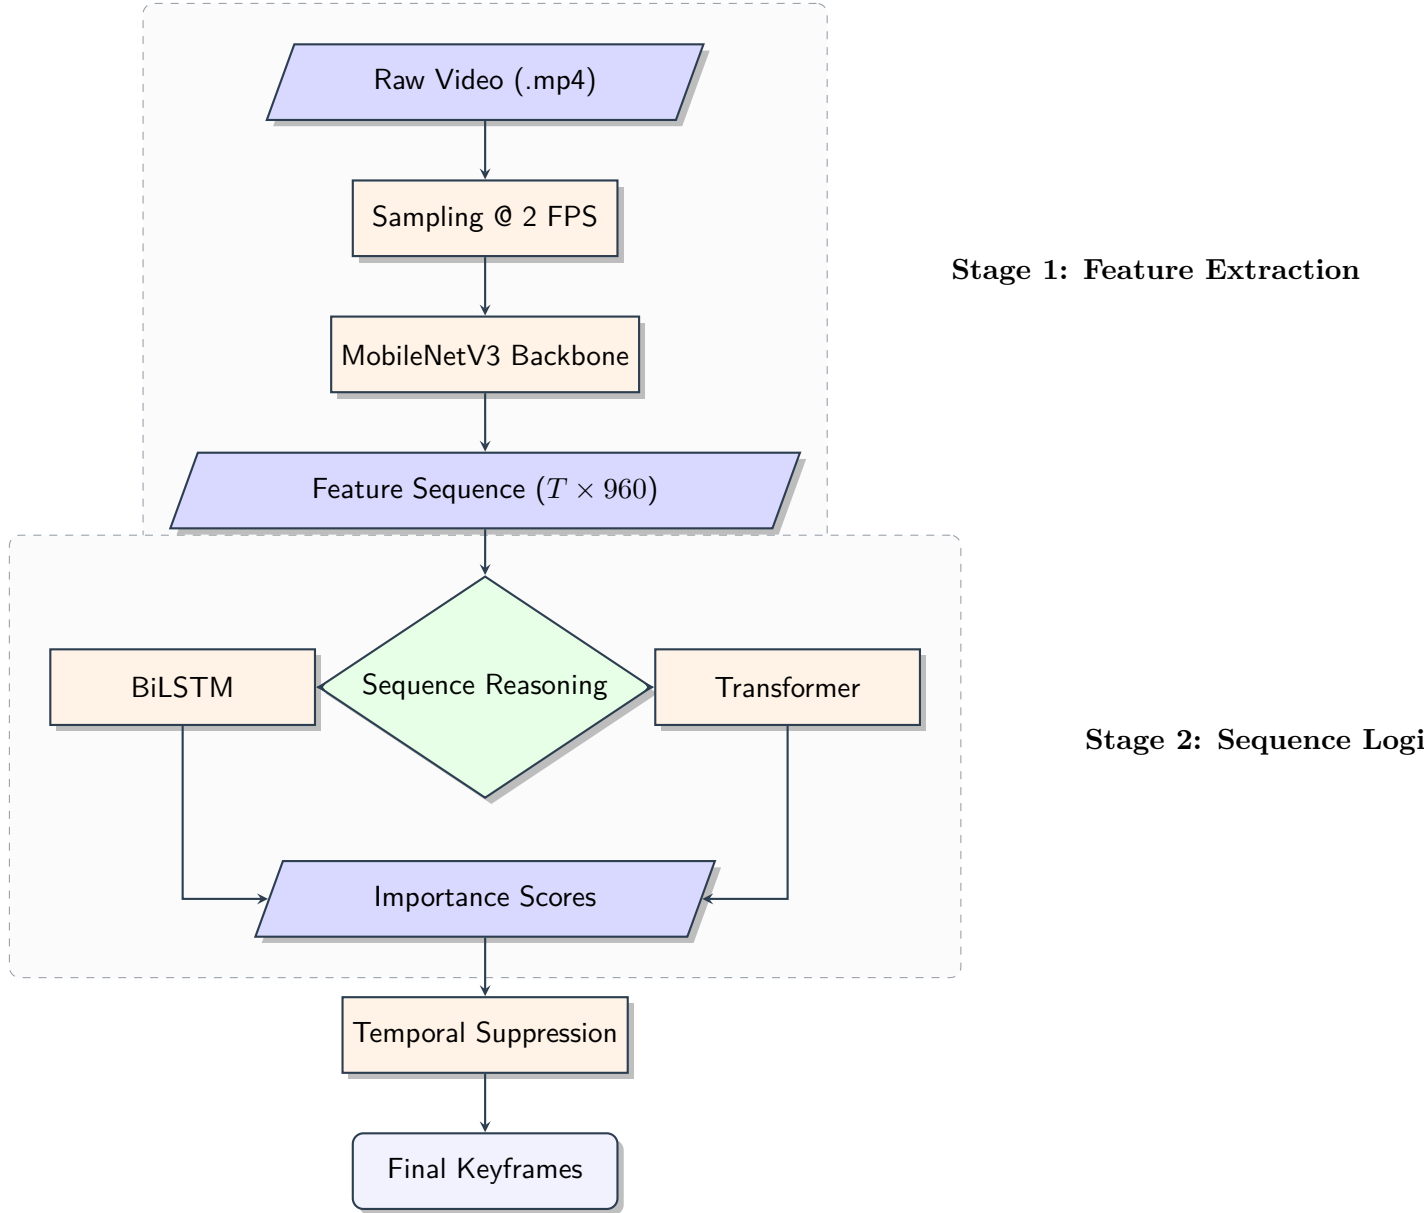 Raw Video (.mp4)
Sampling @ 2 FPS
Stage 1: Feature Extraction
MobileNetV3 Backbone
Feature Sequence (T × 960)
BiLSTM
Sequence Reasoning
Transformer
Stage 2: Sequence Logi
Importance Scores
Temporal Suppression
Final Keyframes